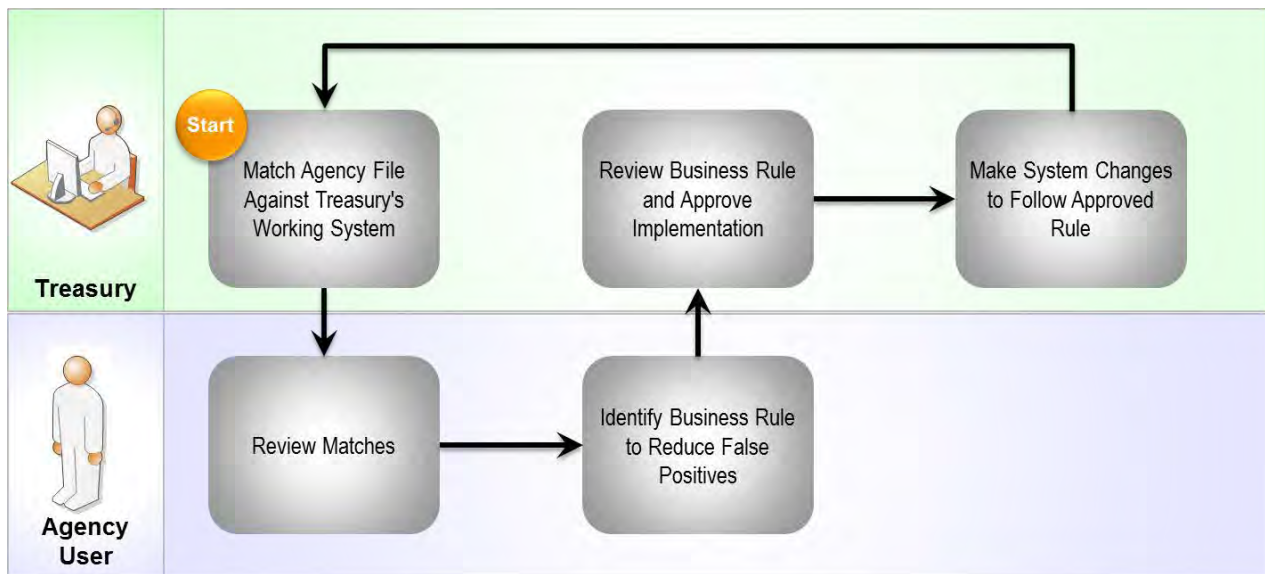 Start
Match Agency File
Against Treasury's
Working System
Review Business Rule
and Approve
Implementation
Make System Changes
to Follow Approved
Rule
Treasury
Review Matches
Identify Business Rule
to Reduce False
Positives
Agency
User